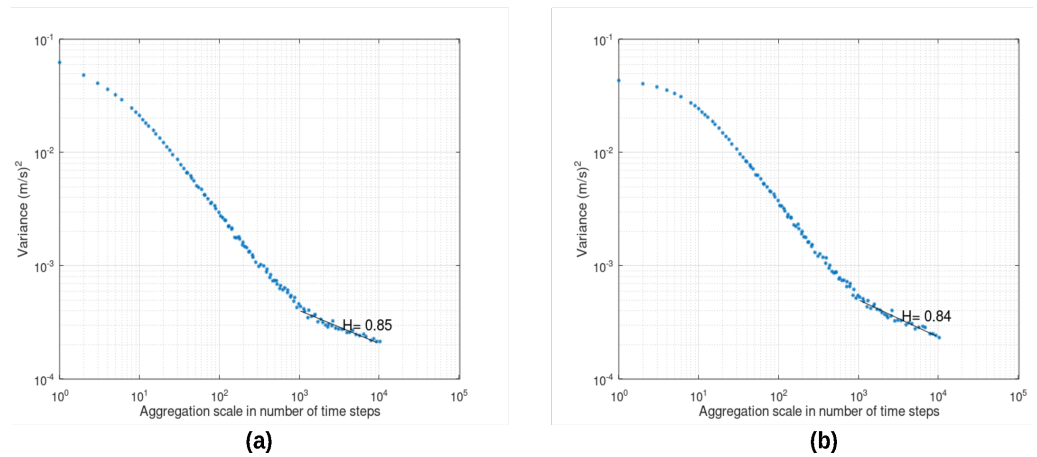 10^-1
10^-2
10^-3
10^-4
Variance (m/s)^2
H= 0.85
10^0 10^1 10^2 10^3 10^4 10^5
Aggregation scale in number of time steps
(a)
10^-1
10^-2
10^-3
10^-4
Variance (m/s)^2
H= 0.84
10^0 10^1 10^2 10^3 10^4 10^5
Aggregation scale in number of time steps
(b)